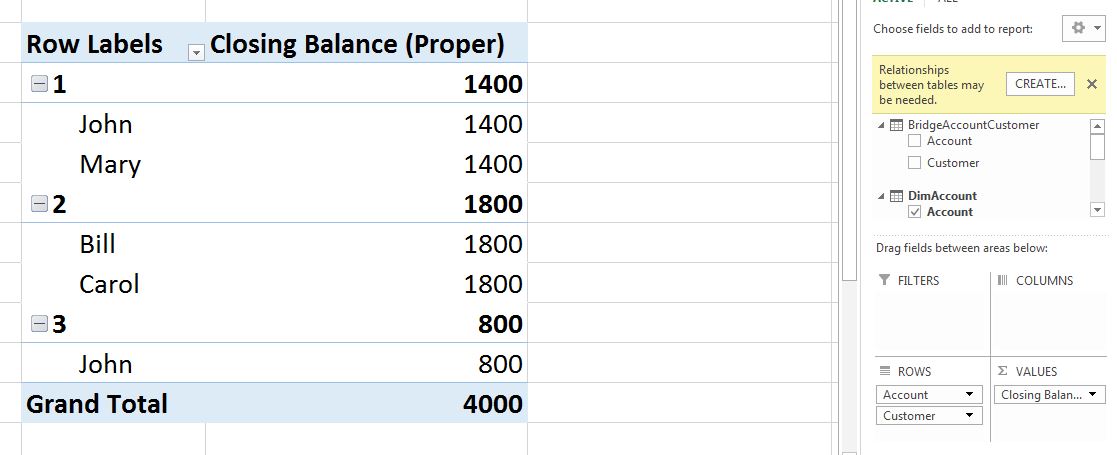 Row Labels Closing Balance (Proper)
1 1400
John 1400
Mary 1400
2 1800
Bill 1800
Carol 1800
3 800
John 800
Grand Total 4000
Choose fields to add to report:
Relationships
between tables may
be needed.
CREATE...
BridgeAccountCustomer
Account
Customer
DimAccount
Account
Drag fields between areas below:
FILTERS
COLUMNS
ROWS
Account
Customer
Σ VALUES
Closing Balan...